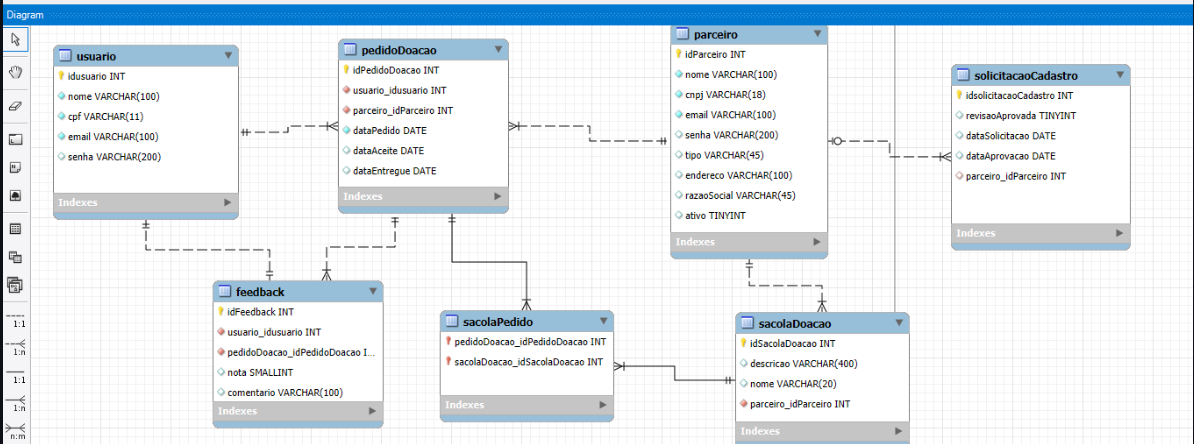 Diagram
usuario
idusuario INT
nome VARCHAR(100)
cpf VARCHAR(11)
email VARCHAR(100)
senha VARCHAR(200)
Indexes
pedidoDoacao
idPedidoDoacao INT
usuario_idusuario INT
parceiro_idParceiro INT
dataPedido DATE
dataAceite DATE
dataEntregue DATE
Indexes
parceiro
idParceiro INT
nome VARCHAR(100)
cnpj VARCHAR(18)
email VARCHAR(100)
senha VARCHAR(200)
tipo VARCHAR(45)
endereco VARCHAR(100)
razaoSocial VARCHAR(45)
ativo TINYINT
Indexes
solicitacaoCadastro
idsolicitacaoCadastro INT
revisaoAprovada TINYINT
dataSolicitacao DATE
dataAprovacao DATE
parceiro_idParceiro INT
Indexes
feedback
idFeedback INT
usuario_idusuario INT
pedidoDoacao_idPedidoDoacao I...
nota SMALLINT
comentario VARCHAR(100)
Indexes
sacolaPedido
pedidoDoacao_idPedidoDoacao INT
sacolaDoacao_idSacolaDoacao INT
Indexes
sacolaDoacao
idSacolaDoacao INT
descricao VARCHAR(400)
nome VARCHAR(20)
parceiro_idParceiro INT
Indexes
1:1
1:n
1:1
1:n
n:m